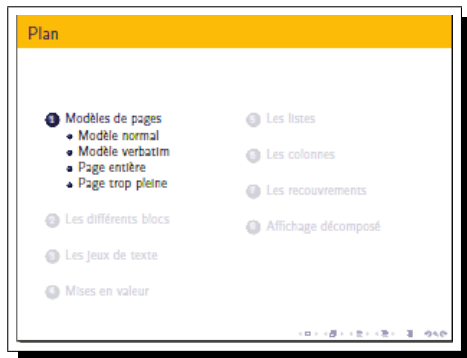 Plan
1 Modèles de pages
Modèle normal
Modèle verbatim
Page entière
Page trop pleine
2 Les différents blocs
3 Les jeux de texte
4 Mises en valeur
5 Les listes
6 Les colonnes
7 Les recouvrements
8 Affichage décomposé